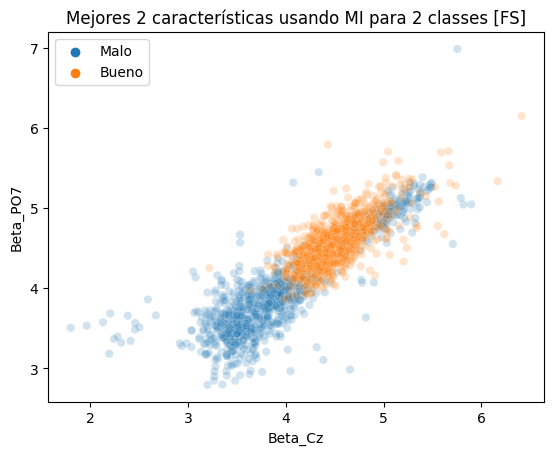 Mejores 2 características usando MI para 2 classes [FS]
Malo
Bueno
7
6
5
4
3
Beta_PO7
2 3 4 5 6
Beta_Cz